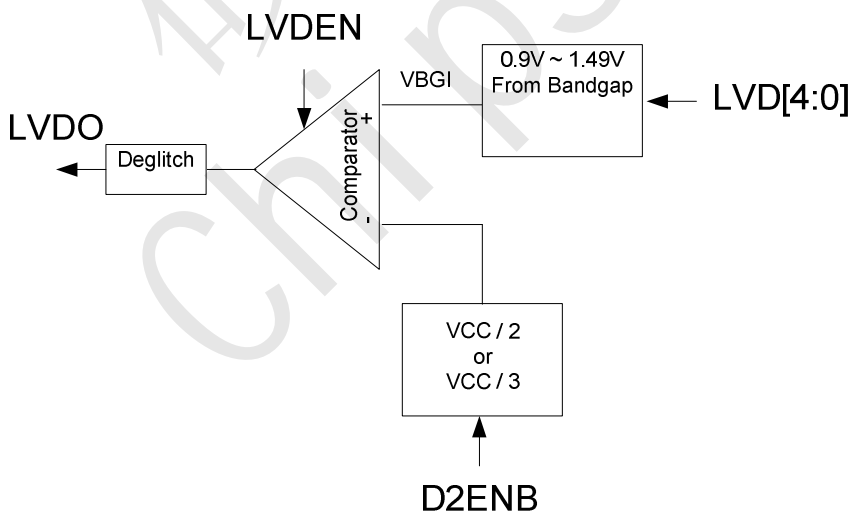 LVDEN
0.9V ~ 1.49V
From Bandgap
VBGI
LVD[4:0]
LVDO
Deglitch
Comparator
+
-
VCC / 2
or
VCC / 3
D2ENB